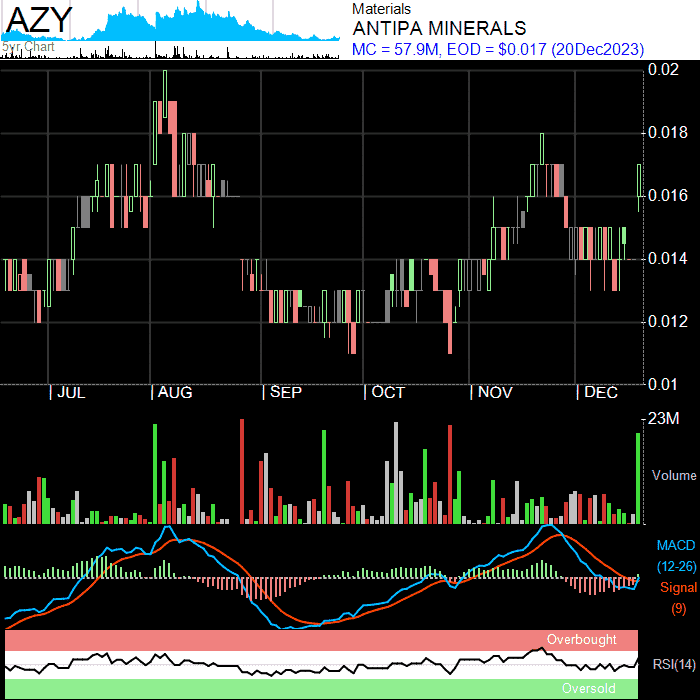 AZY
5yr Chart
Materials
ANTIPA MINERALS
MC = 57.9M, EOD = $0.017 (20Dec2023)
0.02
0.018
0.016
0.014
0.012
0.01
JUL AUG SEP OCT NOV DEC
23M
Volume
MACD
(12-26)
Signal
(9)
Overbought
RSI(14)
Oversold